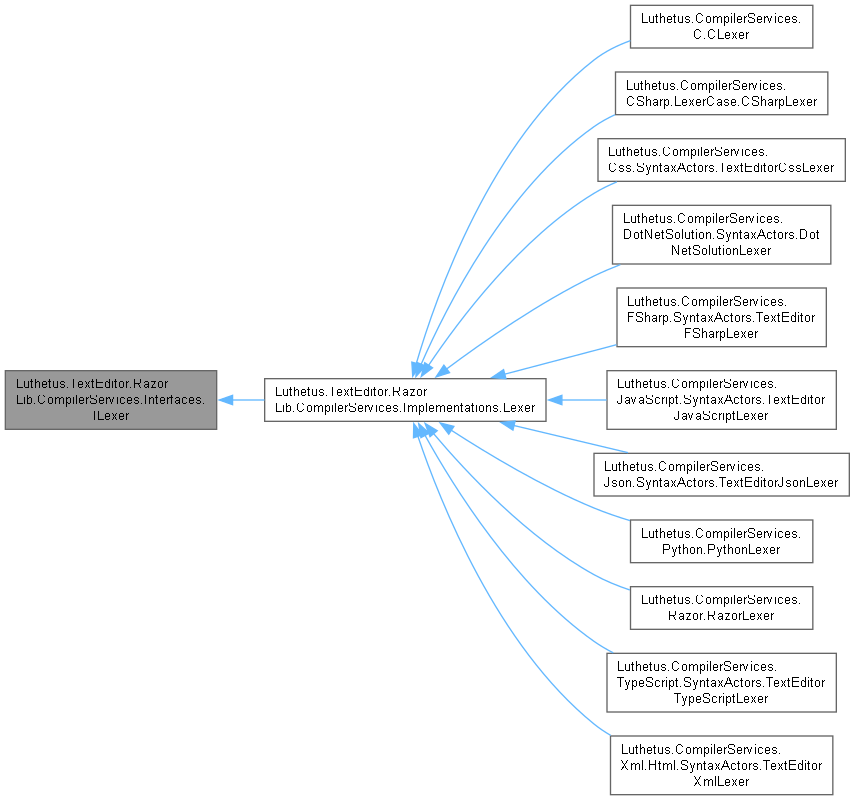 Luthetus.CompilerServices.
C.CLexer
Luthetus.CompilerServices.
CSharp.LexerCase.CSharpLexer
Luthetus.CompilerServices.
Css.SyntaxActors.TextEditorCssLexer
Luthetus.CompilerServices.
DotNetSolution.SyntaxActors.Dot
NetSolutionLexer
Luthetus.CompilerServices.
FSharp.SyntaxActors.TextEditor
FSharpLexer
Luthetus.TextEditor.Razor
Lib.CompilerServices.Interfaces.
ILexer
Luthetus.TextEditor.Razor
Lib.CompilerServices.Implementations.Lexer
Luthetus.CompilerServices.
JavaScript.SyntaxActors.TextEditor
JavaScriptLexer
Luthetus.CompilerServices.
Json.SyntaxActors.TextEditorJsonLexer
Luthetus.CompilerServices.
Python.PythonLexer
Luthetus.CompilerServices.
Razor.RazorLexer
Luthetus.CompilerServices.
TypeScript.SyntaxActors.TextEditor
TypeScriptLexer
Luthetus.CompilerServices.
Xml.Html.SyntaxActors.TextEditor
XmlLexer